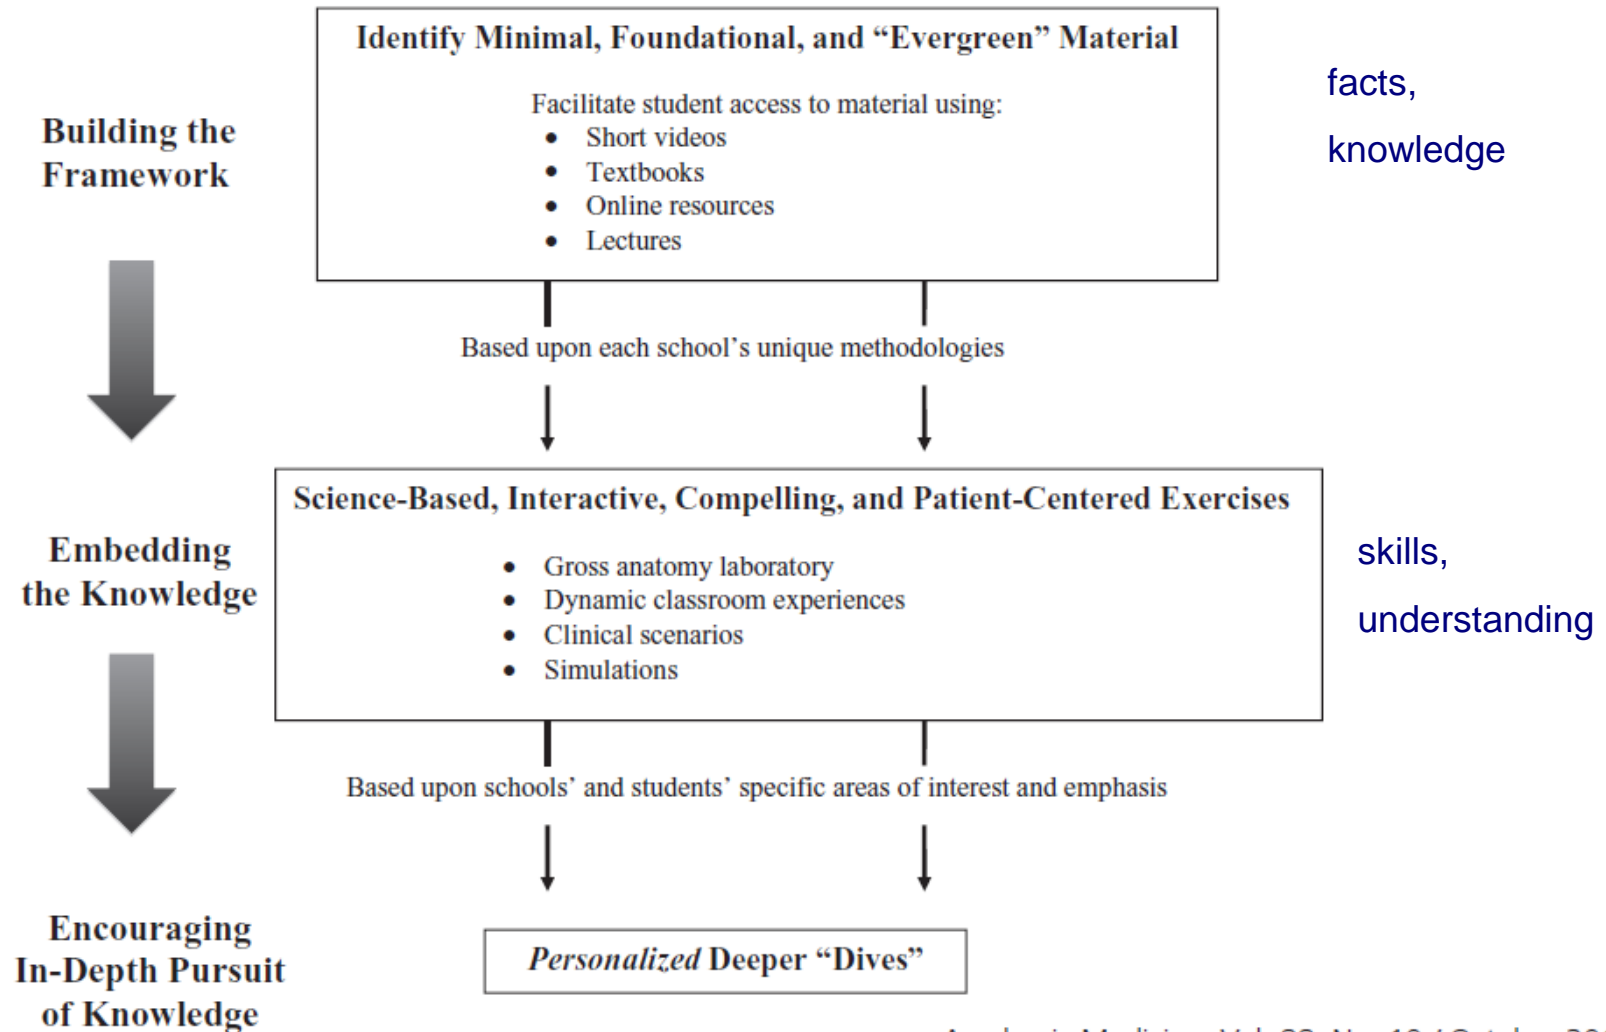 Identify Minimal, Foundational, and “Evergreen” Material
Facilitate student access to material using:
• Short videos
• Textbooks
• Online resources
• Lectures
Building the
Framework
facts,
knowledge
Based upon each school’s unique methodologies
Science-Based, Interactive, Compelling, and Patient-Centered Exercises
• Gross anatomy laboratory
• Dynamic classroom experiences
• Clinical scenarios
• Simulations
Embedding
the Knowledge
skills,
understanding
Based upon schools’ and students’ specific areas of interest and emphasis
Encouraging
In-Depth Pursuit
of Knowledge
Personalized Deeper “Dives”